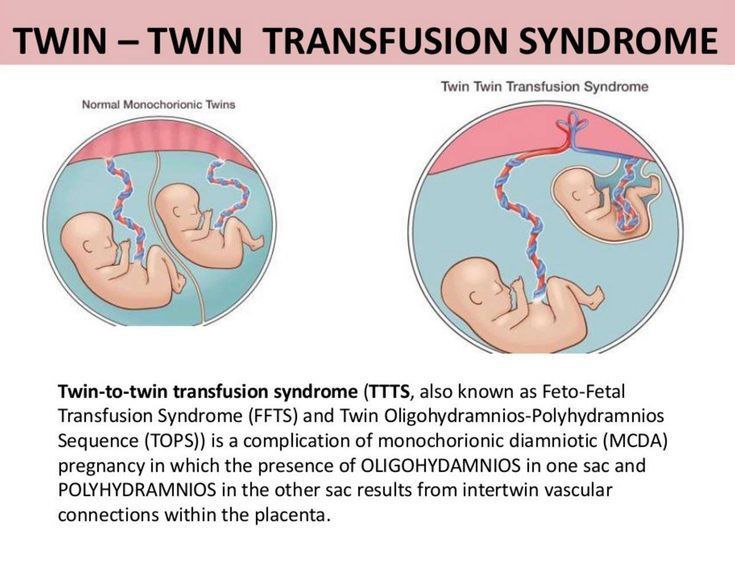 TWIN – TWIN TRANSFUSION SYNDROME
Normal Monochorionic Twins
Twin Twin Transfusion Syndrome
Twin-to-twin transfusion syndrome (TTTS, also known as Feto-Fetal
Transfusion Syndrome (FFTS) and Twin Oligohydramnios-Polyhydramnios
Sequence (TOPS)) is a complication of monochorionic diamniotic (MCDA)
pregnancy in which the presence of OLIGOHYDAMNIOS in one sac and
POLYHYDRAMNIOS in the other sac results from intertwin vascular
connections within the placenta.